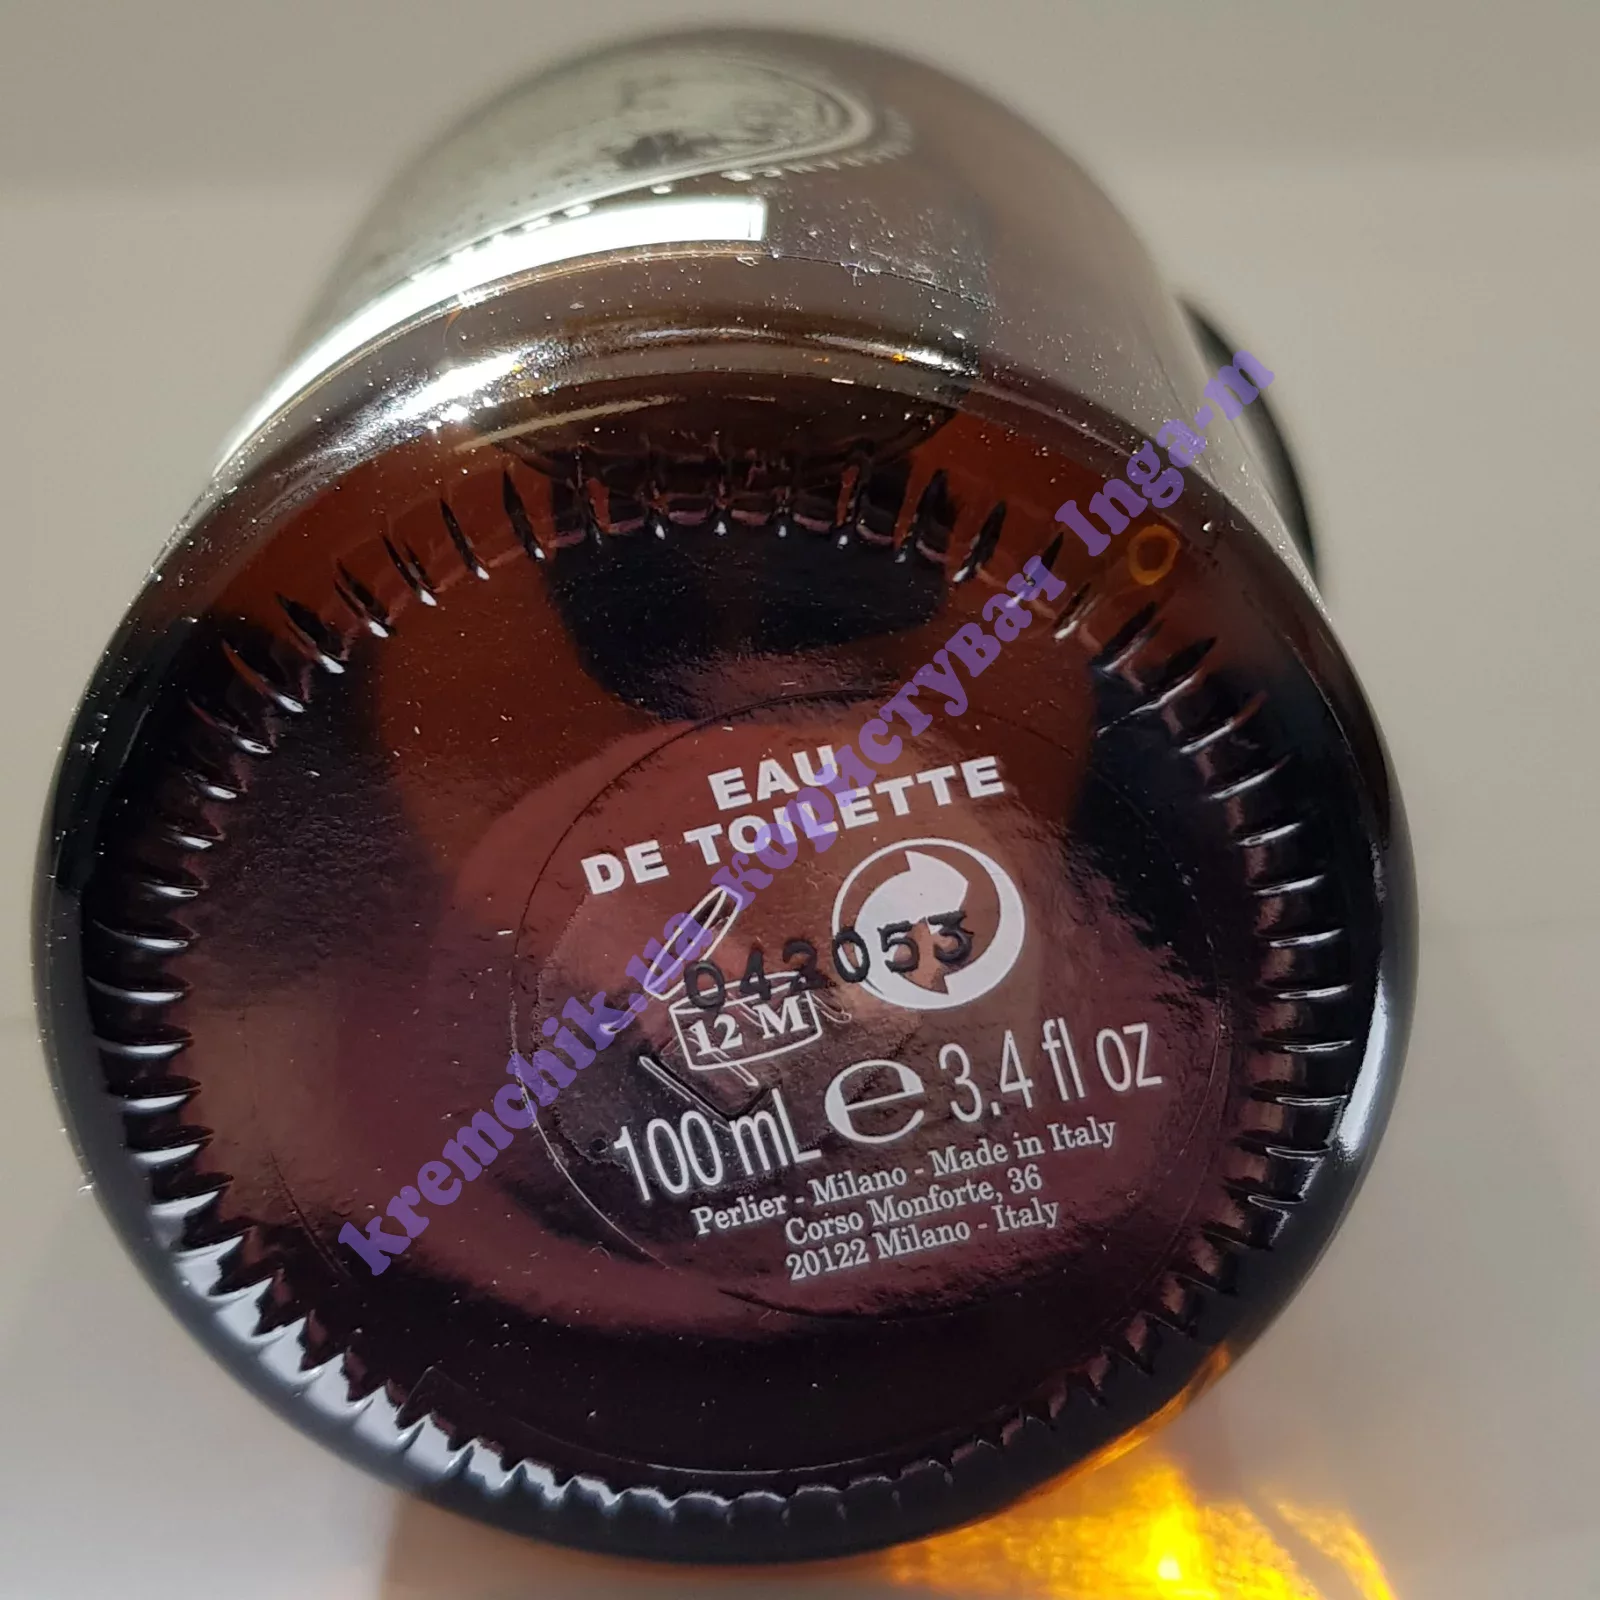 EAU
DE TOILETTE
042053
12 M
100 mL e 3.4 fl oz
Perlier - Milano - Made in Italy
Corso Monforte, 36
20122 Milano - Italy
kremchik.ua користувач Inga-m